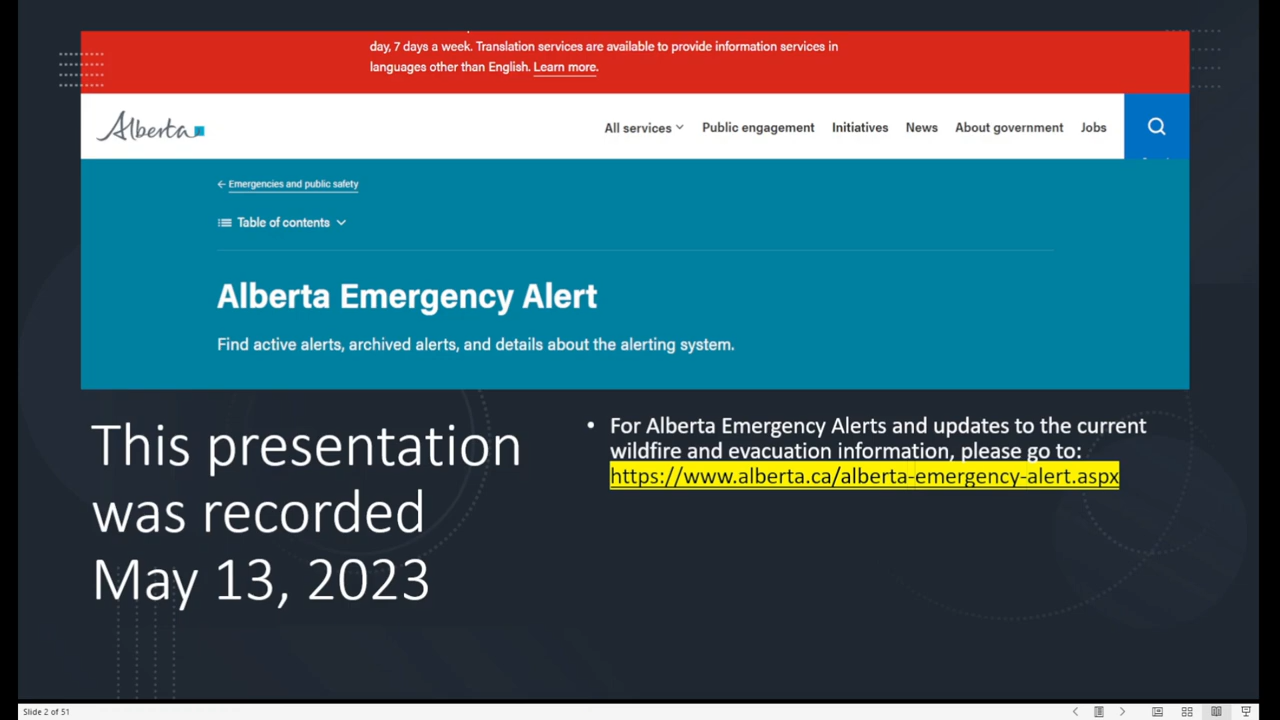 day, 7 days a week. Translation services are available to provide information services in
languages other than English. Learn more.
Alberta
All services
Public engagement
Initiatives
News
About government
Jobs
Emergencies and public safety
Table of contents
Alberta Emergency Alert
Find active alerts, archived alerts, and details about the alerting system.
This presentation
was recorded
May 13, 2023
• For Alberta Emergency Alerts and updates to the current
wildfire and evacuation information, please go to:
https://www.alberta.ca/alberta-emergency-alert.aspx
Slide 2 of 51